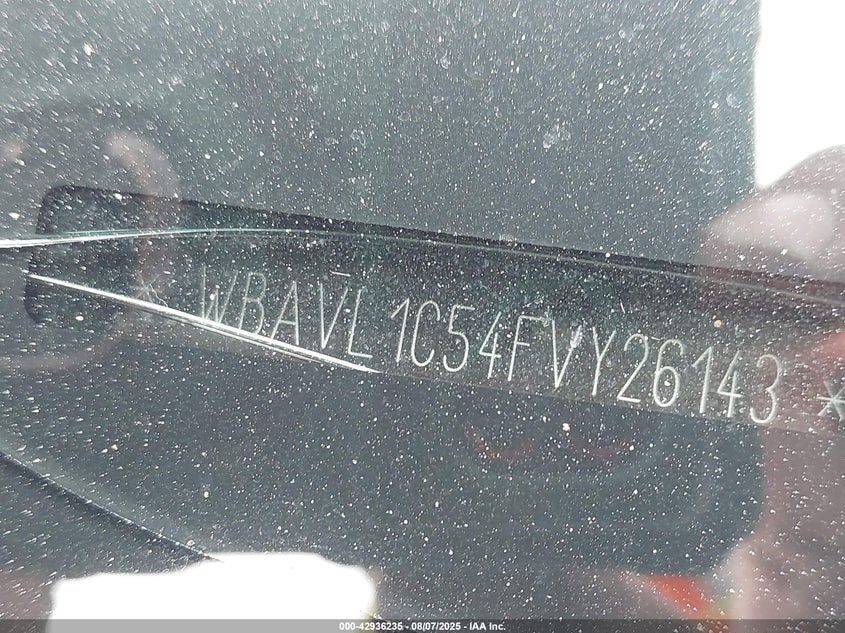 * WBAVL1C54FVY26143 *
000-42936235 - 08/07/2025 - IAA Inc.